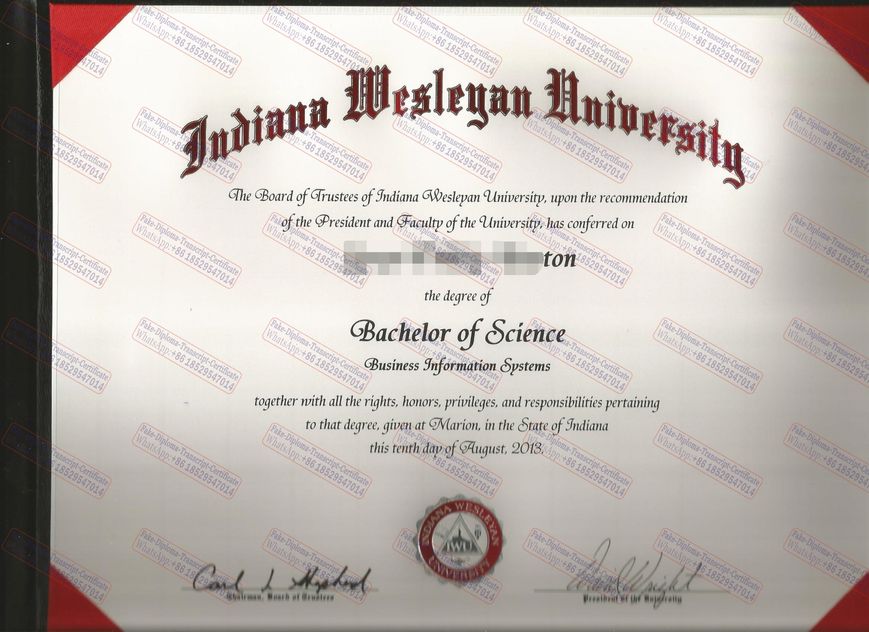 Indiana Wesleyan University
The Board of Trustees of Indiana Wesleyan University, upon the recommendation
of the President and Faculty of the University, has conferred on
ton
the degree of
Bachelor of Science
Business Information Systems
together with all the rights, honors, privileges, and responsibilities pertaining
to that degree, given at Marion, in the State of Indiana
this tenth day of August, 2013.
INDIANA WESLEYAN
IWU
UNIVERSITY
Chairman, Board of Trustees
President of the University
Fake-Diploma-Transcript-Certificate
WhatsApp:+86 18529547014